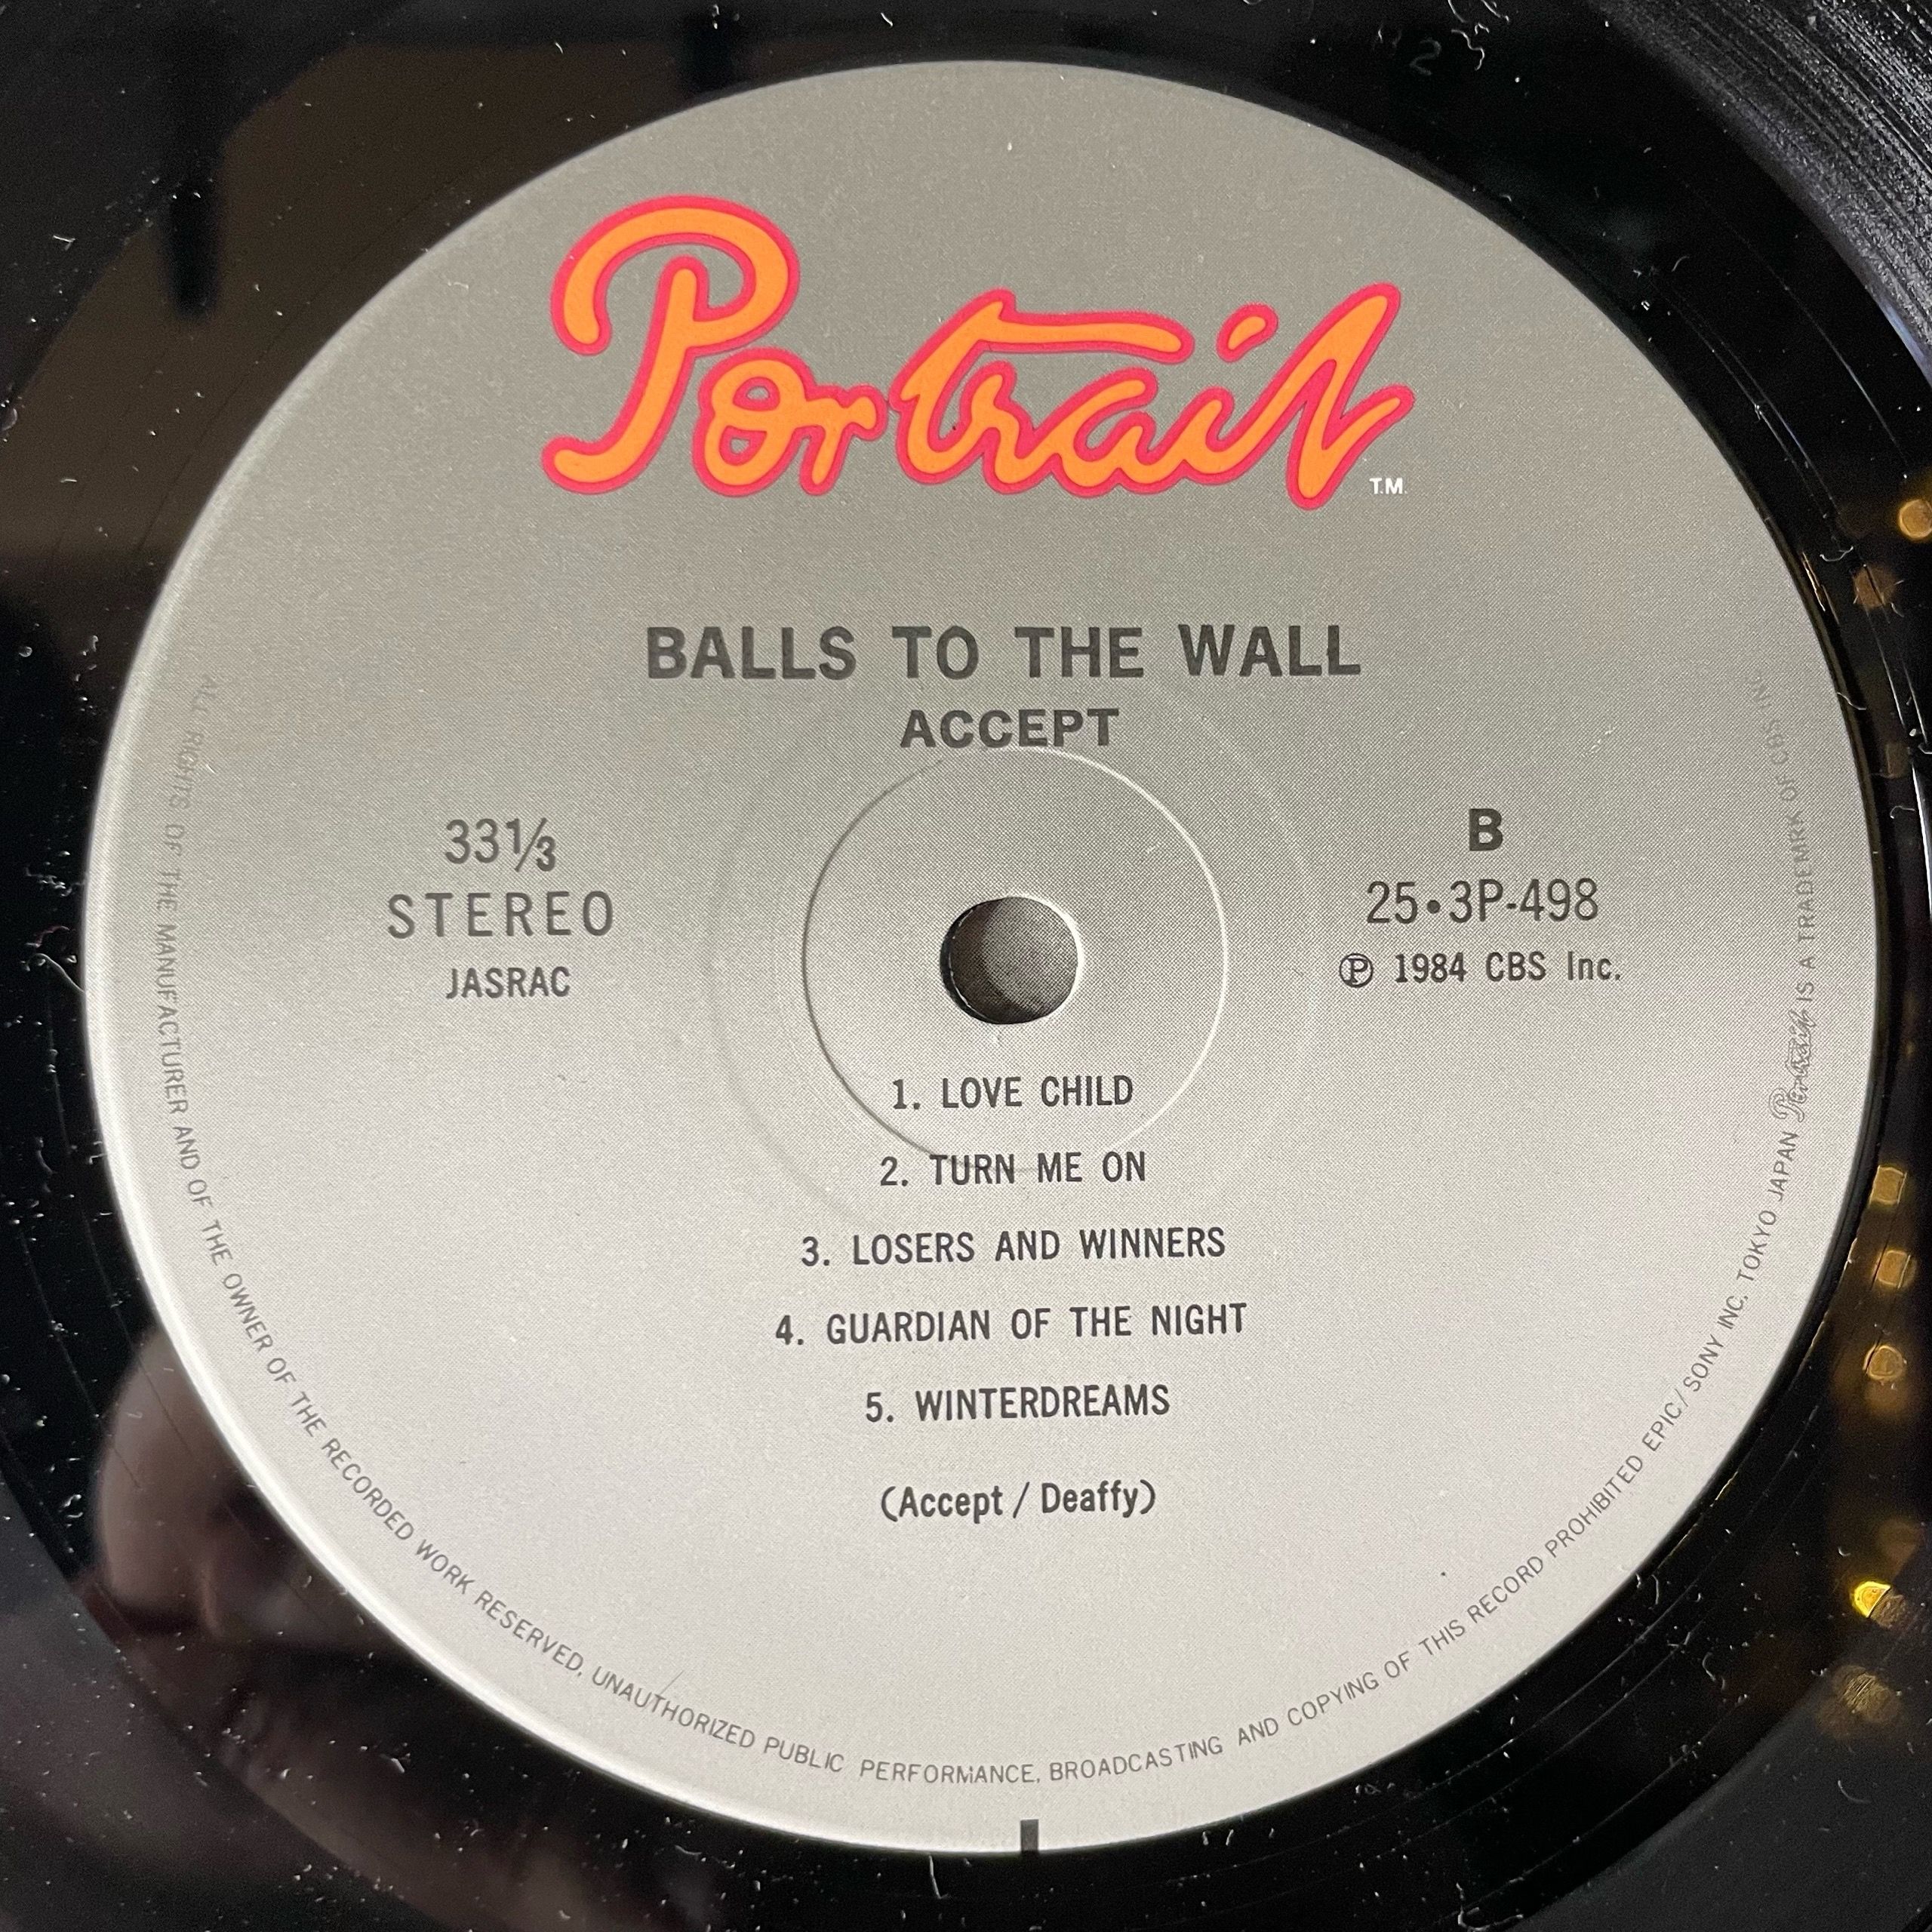 Portrait
T.M.
BALLS TO THE WALL
ACCEPT
33⅓
STEREO
JASRAC
B
25•3P-498
Ⓟ 1984 CBS Inc.
1. LOVE CHILD
2. TURN ME ON
3. LOSERS AND WINNERS
4. GUARDIAN OF THE NIGHT
5. WINTERDREAMS
(Accept / Deaffy)
ALL RIGHTS OF THE MANUFACTURER AND OF THE OWNER OF THE RECORDED WORK RESERVED, UNAUTHORIZED PUBLIC PERFORMANCE, BROADCASTING AND COPYING OF THIS RECORD PROHIBITED EPIC/SONY INC. TOKYO JAPAN Portrait IS A TRADEMRK OF CBS INC.